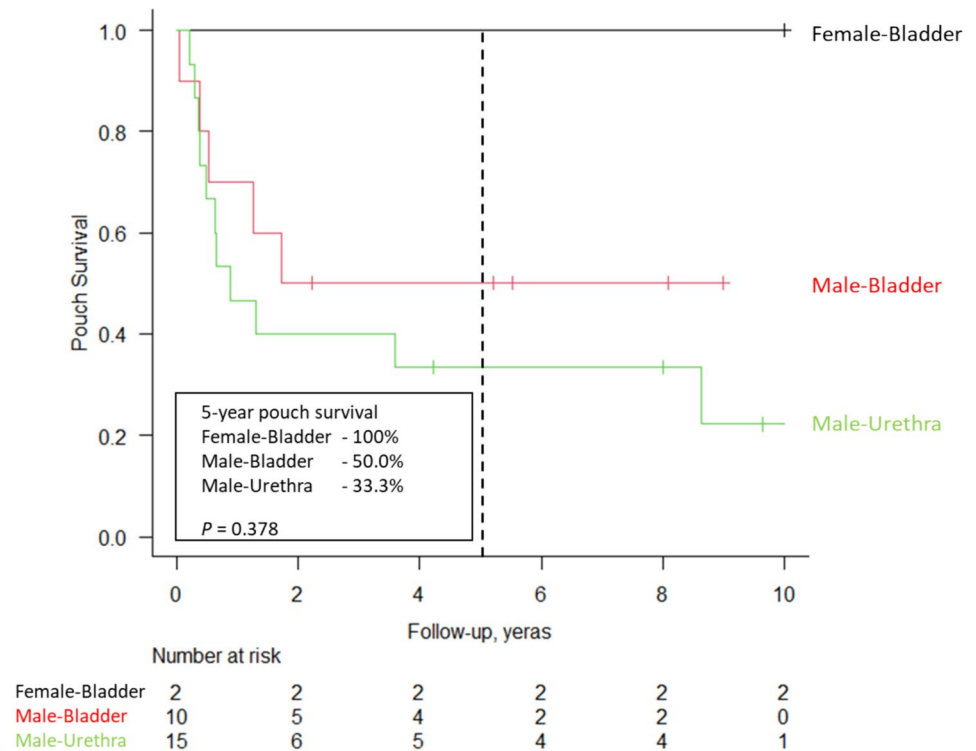 1.0
0.8
0.6
0.4
0.2
0.0
Pouch Survival
Female-Bladder
Male-Bladder
Male-Urethra
5-year pouch survival
Female-Bladder - 100%
Male-Bladder - 50.0%
Male-Urethra - 33.3%
P = 0.378
0 2 4 6 8 10
Follow-up, yeras
Number at risk
Female-Bladder 2 2 2 2 2 2
Male-Bladder 10 5 4 2 2 0
Male-Urethra 15 6 5 4 4 1